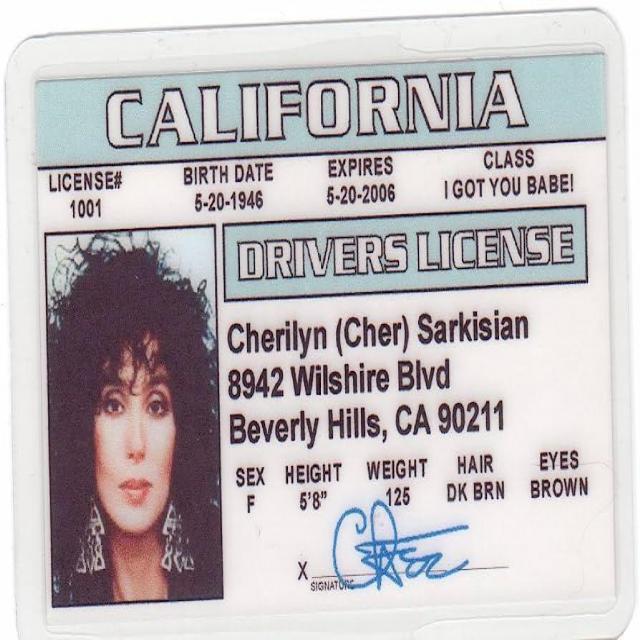 CALIFORNIA
LICENSE# BIRTH DATE EXPIRES CLASS
1001 5-20-1946 5-20-2006 I GOT YOU BABE!
DRIVERS LICENSE
Cherilyn (Cher) Sarkisian
8942 Wilshire Blvd
Beverly Hills, CA 90211
SEX HEIGHT WEIGHT HAIR EYES
F 5'8" 125 DK BRN BROWN
X
SIGNATURE